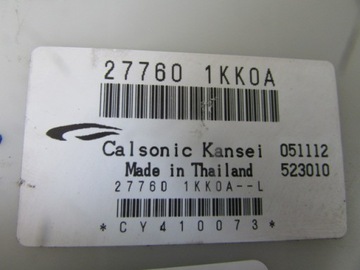 27760 1KK0A
Calsonic Kansei 051112
Made in Thailand 523010
27760 1KK0A--L
*CY410073*